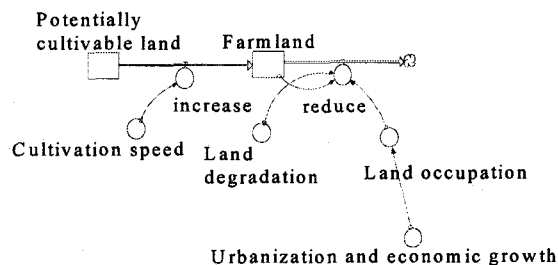 Potentially
cultivable land
Farmland
increase
reduce
Cultivation speed
Land
degradation
Land occupation
Urbanization and economic growth